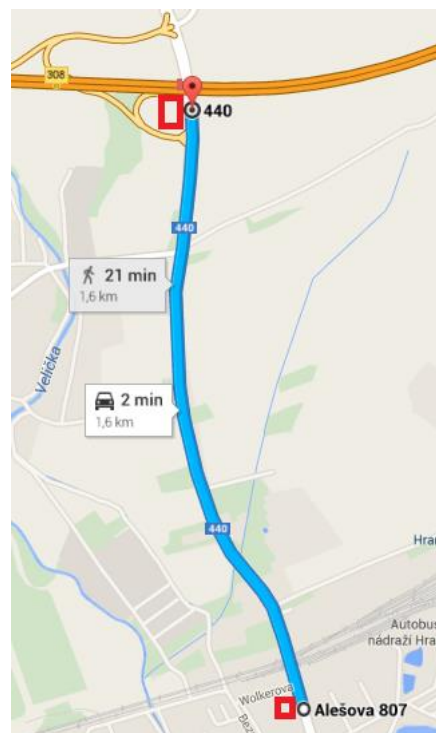 308
440
440
21 min
1,6 km
Velička
2 min
1,6 km
440
Hra
Autobus
nádraží Hra
Wolkerova
Alešova 807
Bez